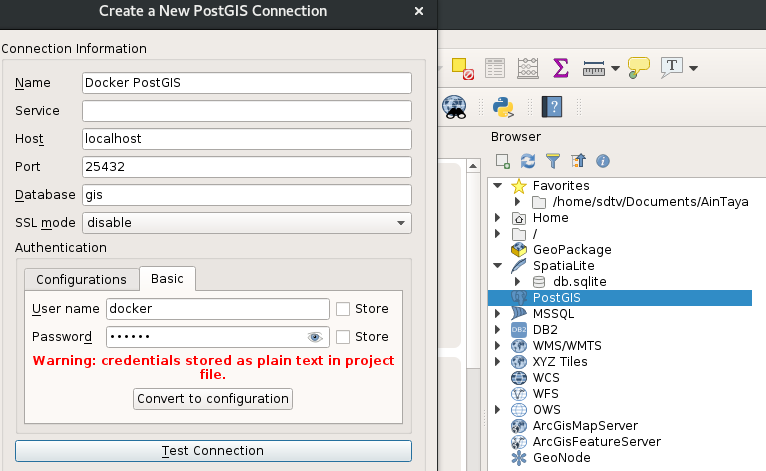 Create a New PostGIS Connection
×
Connection Information
Name Docker PostGIS
Service
Host localhost
Port 25432
Database gis
SSL mode disable
Authentication
Configurations Basic
User name docker Store
Password •••••• Store
Warning: credentials stored as plain text in project
file.
Convert to configuration
Test Connection
Σ
T
?
Browser
Favorites
/home/sdtv/Documents/AinTaya
Home
/
GeoPackage
SpatiaLite
db.sqlite
PostGIS
MSSQL
DB2 DB2
WMS/WMTS
XYZ Tiles
WCS
WFS
OWS
ArcGisMapServer
ArcGisFeatureServer
GeoNode